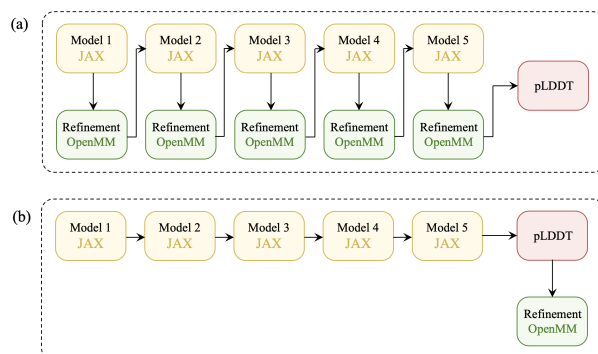 (a)
Model 1
JAX
Model 2
JAX
Model 3
JAX
Model 4
JAX
Model 5
JAX
pLDDT
Refinement
OpenMM
Refinement
OpenMM
Refinement
OpenMM
Refinement
OpenMM
Refinement
OpenMM
(b)
Model 1
JAX
Model 2
JAX
Model 3
JAX
Model 4
JAX
Model 5
JAX
pLDDT
Refinement
OpenMM